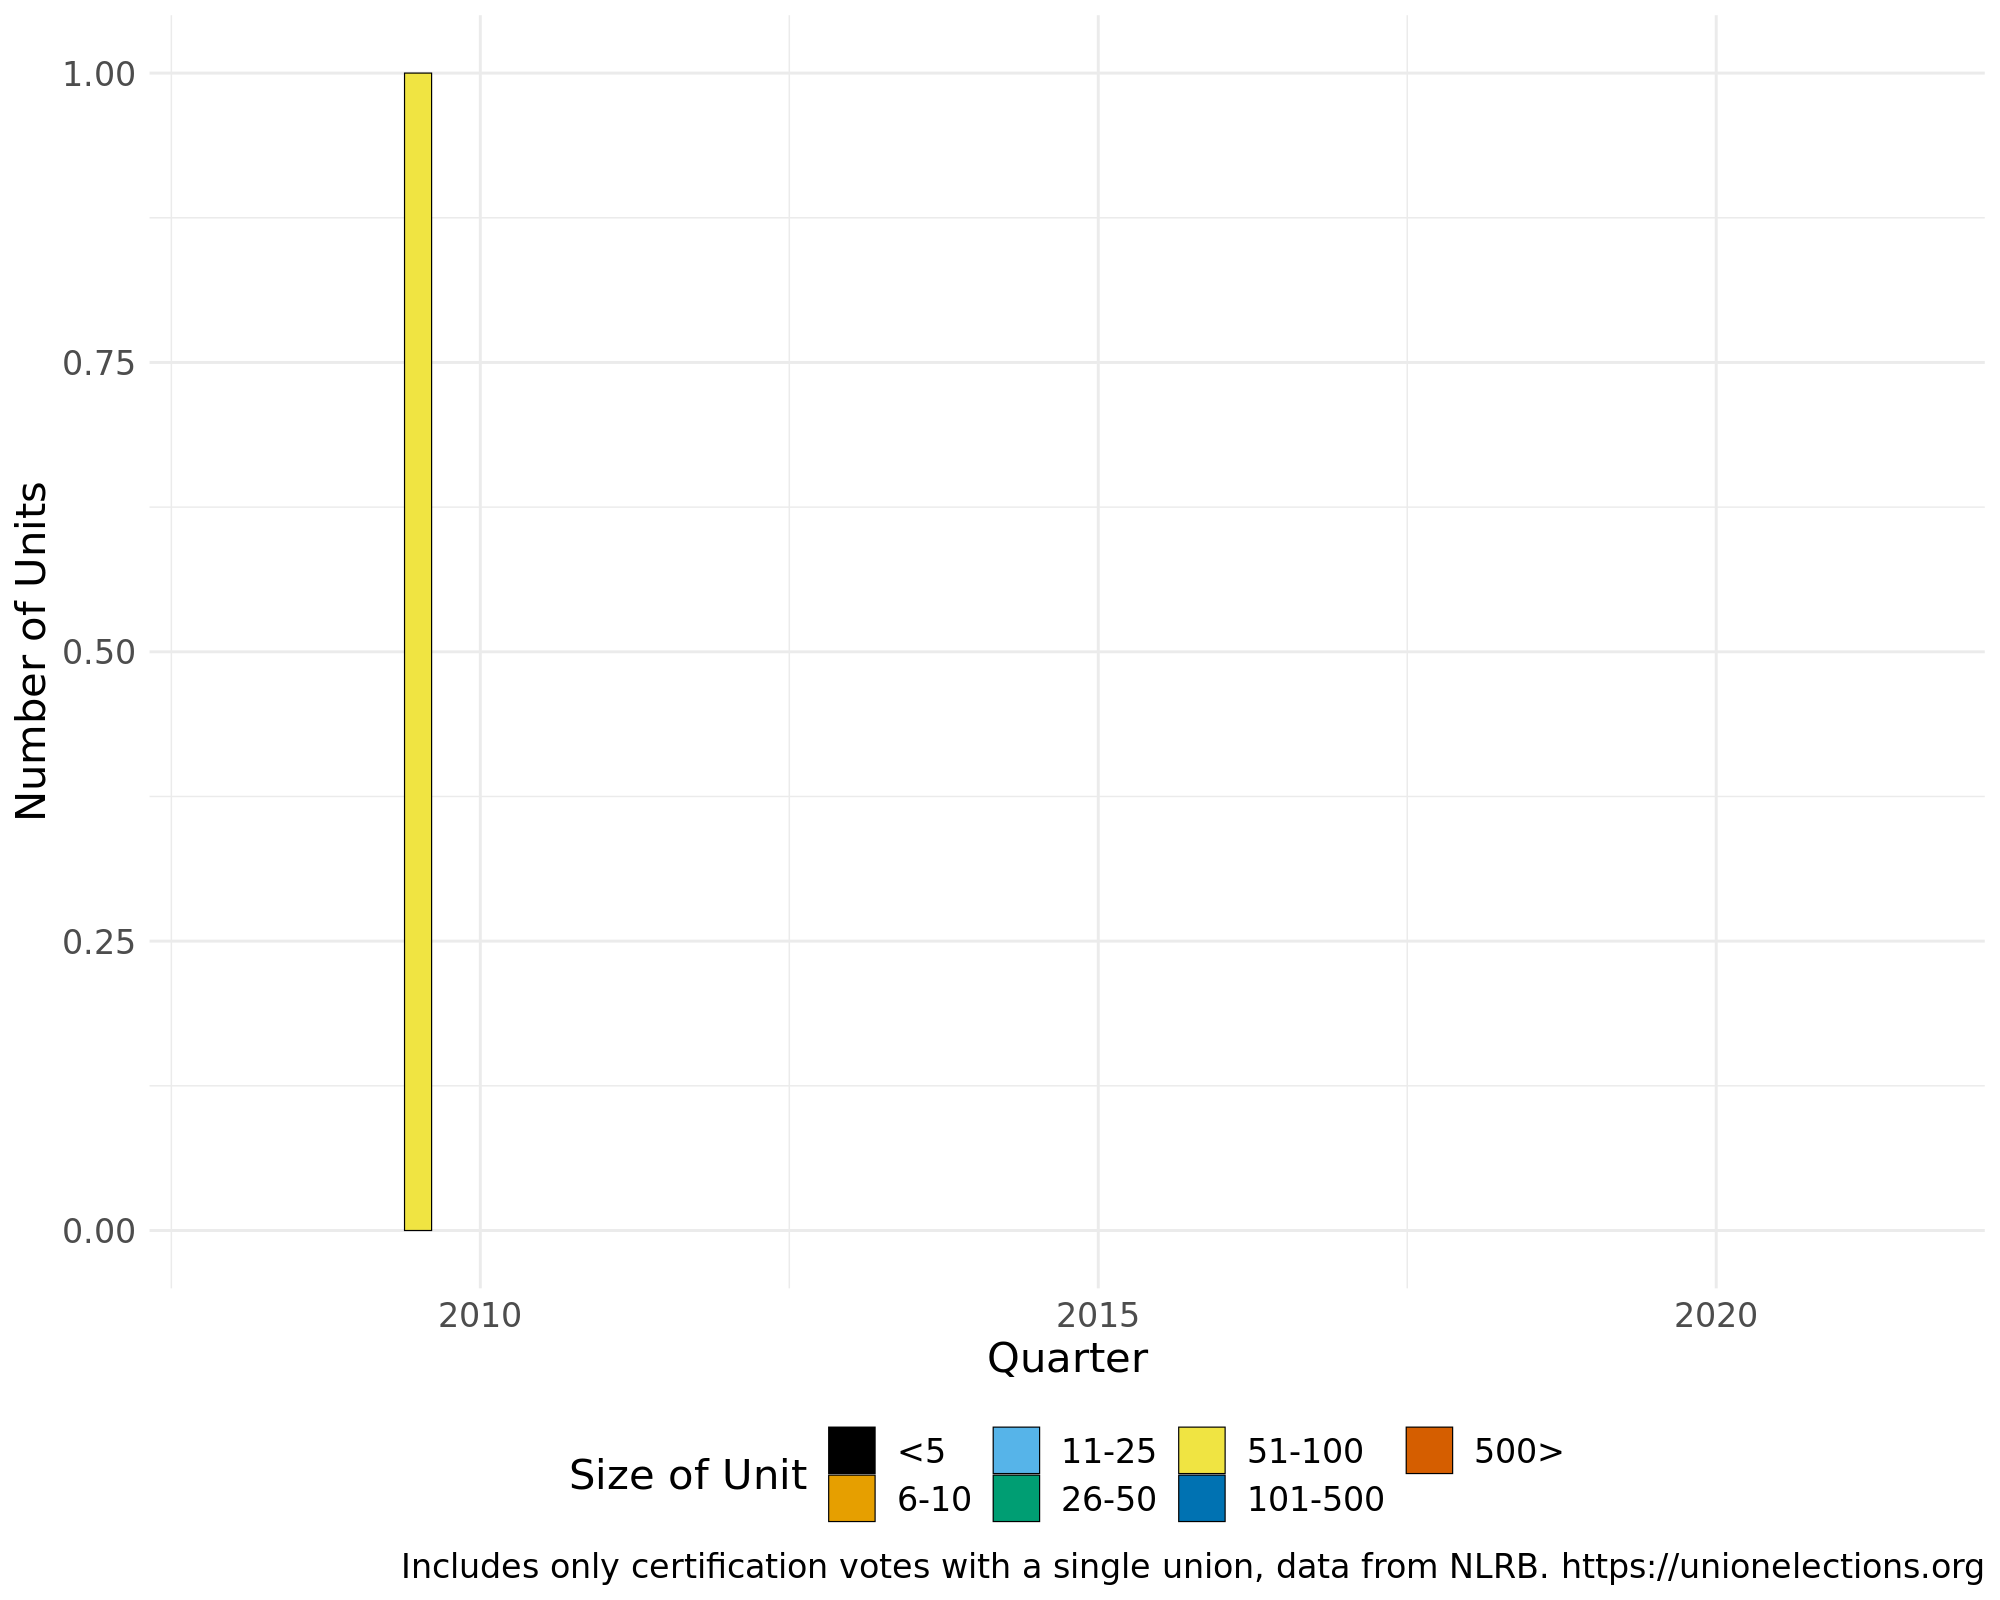 1.00
0.75
0.50
0.25
0.00
Number of Units
2010 2015 2020
Quarter
Size of Unit
<5 11-25 51-100 500>
6-10 26-50 101-500
Includes only certification votes with a single union, data from NLRB. https://unionelections.org